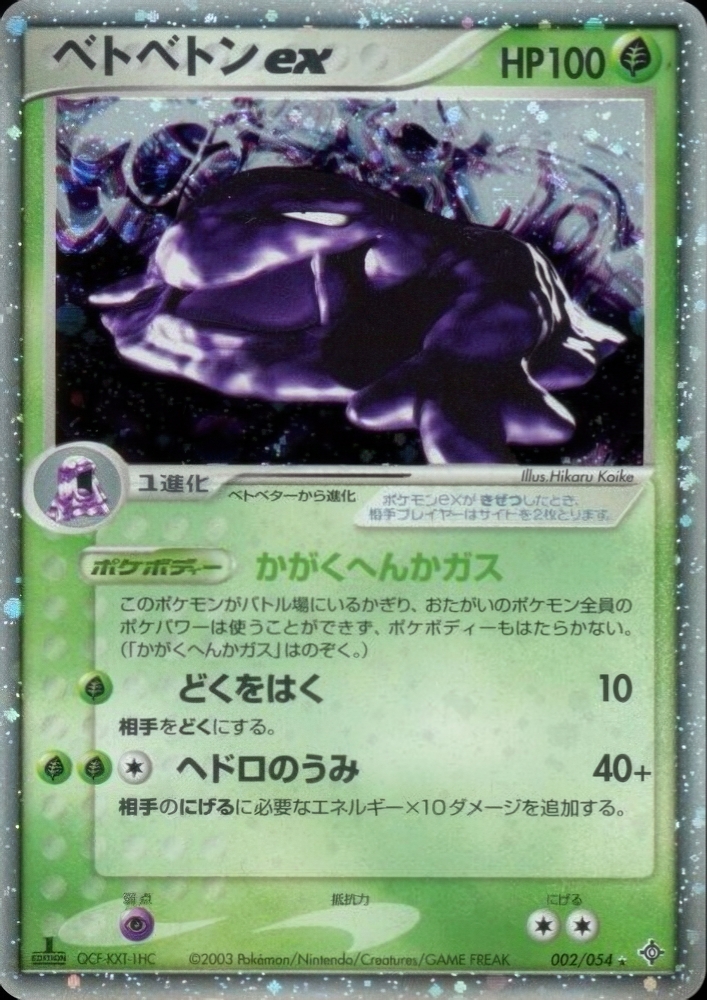 ベトベトンex HP100
Illus.Hikaru Koike
1進化
ベトベターから進化
ポケモンexがきぜつしたとき、
相手プレイヤーはサイドを2枚とります。
ポケボディー かがくへんかガス
このポケモンがバトル場にいるかぎり、おたがいのポケモン全員の
ポケパワーは使うことができず、ポケボディーもはたらかない。
(「かがくへんかガス」はのぞく。)
どくをはく 10
相手をどくにする。
ヘドロのうみ 40+
相手のにげるに必要なエネルギー×10ダメージを追加する。
弱点 抵抗力 にげる
1 EDITION QCF-KXT-1HC ©2003 Pokémon/Nintendo/Creatures/GAME FREAK 002/054 ★